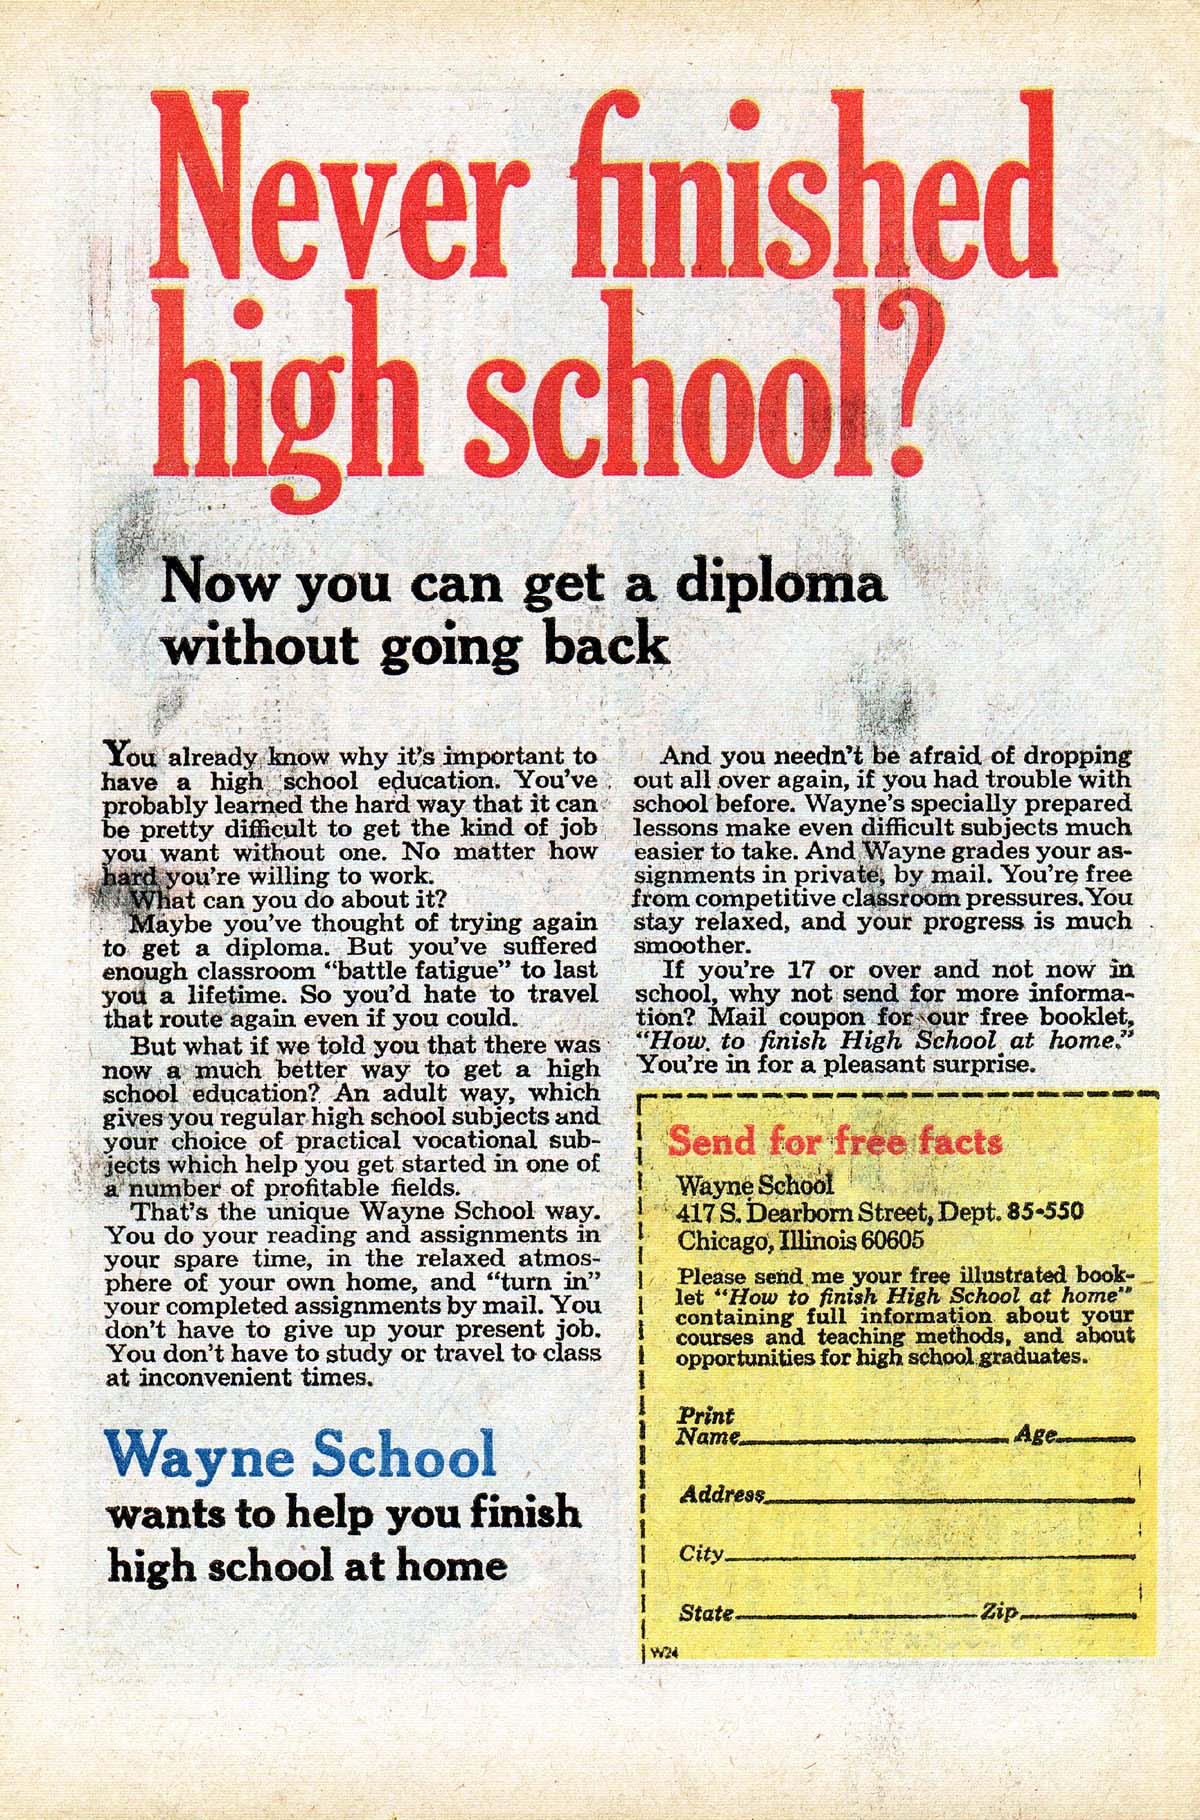 Never finished
high school?
Now you can get a diploma
without going back
You already know why it's important to
have a high school education. You've
probably learned the hard way that it can
be pretty difficult to get the kind of job
you want without one. No matter how
hard you're willing to work.
What can you do about it?
Maybe you've thought of trying again
to get a diploma. But you've suffered
enough classroom "battle fatigue" to last
you a lifetime. So you'd hate to travel
that route again even if you could.
But what if we told you that there was
now a much better way to get a high
school education? An adult way, which
gives you regular high school subjects and
your choice of practical vocational sub-
jects which help you get started in one of
a number of profitable fields.
That's the unique Wayne School way.
You do your reading and assignments in
your spare time, in the relaxed atmos-
phere of your own home, and "turn in"
your completed assignments by mail. You
don't have to give up your present job.
You don't have to study or travel to class
at inconvenient times.
Wayne School
wants to help you finish
high school at home
And you needn't be afraid of dropping
out all over again, if you had trouble with
school before. Wayne's specially prepared
lessons make even difficult subjects much
easier to take. And Wayne grades your as-
signments in private, by mail. You're free
from competitive classroom pressures. You
stay relaxed, and your progress is much
smoother.
If you're 17 or over and not now in
school, why not send for more informa-
tion? Mail coupon for our free booklet,
"How to finish High School at home."
You're in for a pleasant surprise.
Send for free facts
Wayne School
417 S. Dearborn Street, Dept. 85-550
Chicago, Illinois 60605
Please send me your free illustrated book-
let "How to finish High School at home"
containing full information about your
courses and teaching methods, and about
opportunities for high school graduates.
Print
Name Age
Address
City
State Zip
W24